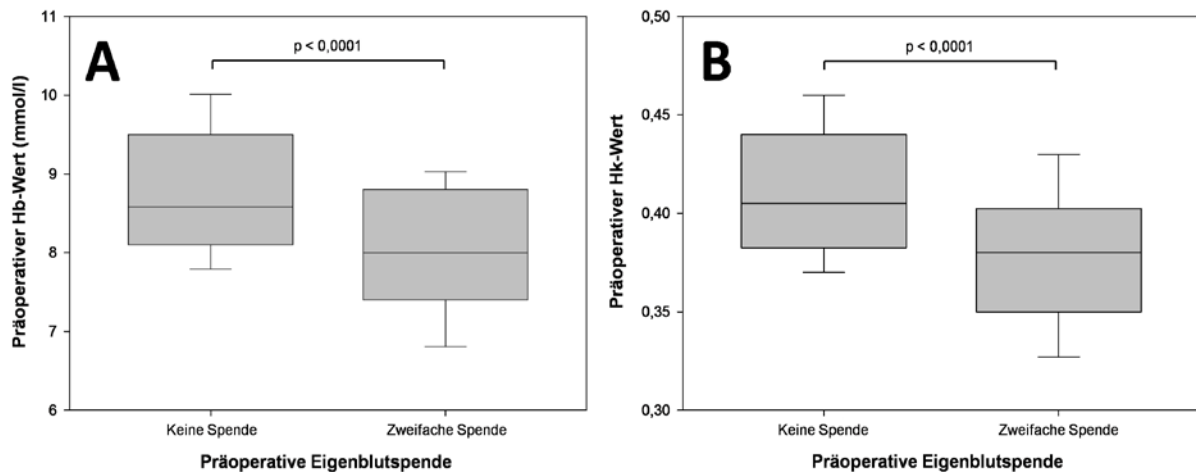 A
p < 0,0001
Präoperativer Hb-Wert (mmol/l)
11
10
9
8
7
6
Keine Spende
Zweifache Spende
Präoperative Eigenblutspende
B
p < 0,0001
Präoperativer Hk-Wert
0,50
0,45
0,40
0,35
0,30
Keine Spende
Zweifache Spende
Präoperative Eigenblutspende